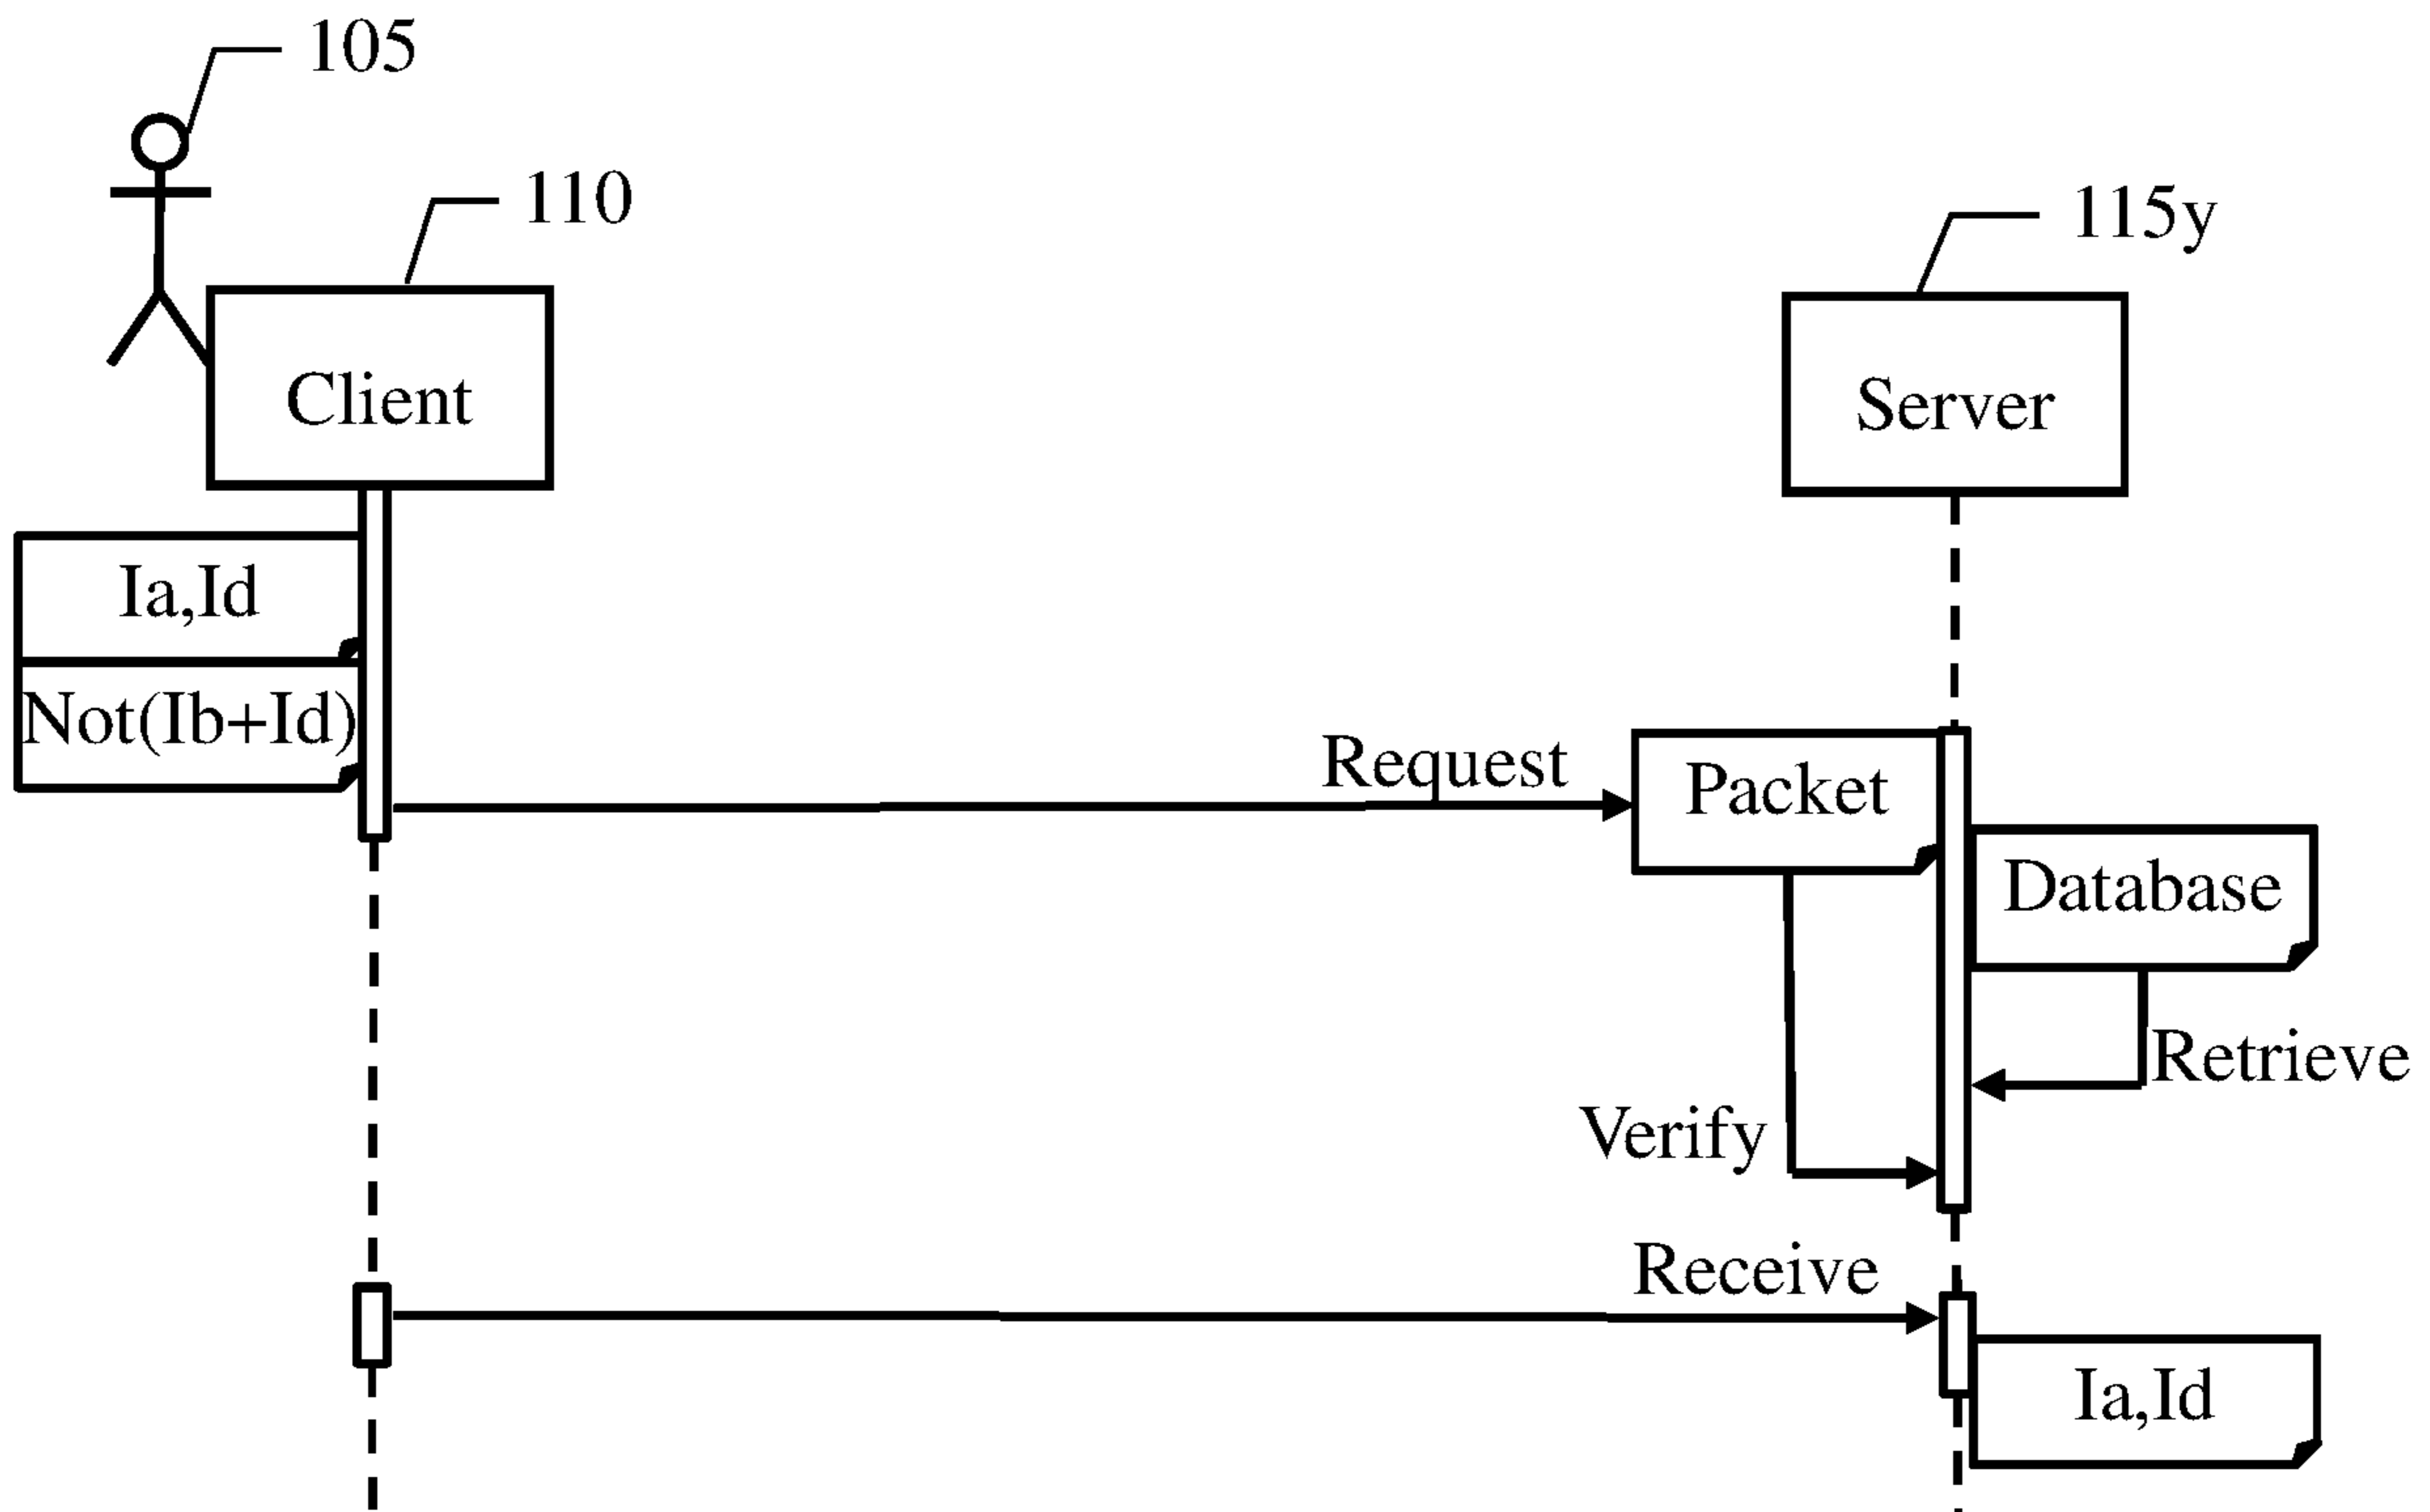 105
110
115y
Client
Server
Ia,Id
Not(Ib+Id)
Request
Packet
Database
Retrieve
Verify
Receive
Ia,Id